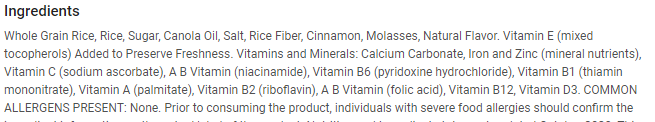 Ingredients
Whole Grain Rice, Rice, Sugar, Canola Oil, Salt, Rice Fiber, Cinnamon, Molasses, Natural Flavor. Vitamin E (mixed
tocopherols) Added to Preserve Freshness. Vitamins and Minerals: Calcium Carbonate, Iron and Zinc (mineral nutrients),
Vitamin C (sodium ascorbate), A B Vitamin (niacinamide), Vitamin B6 (pyridoxine hydrochloride), Vitamin B1 (thiamin
mononitrate), Vitamin A (palmitate), Vitamin B2 (riboflavin), A B Vitamin (folic acid), Vitamin B12, Vitamin D3. COMMON
ALLERGENS PRESENT: None. Prior to consuming the product, individuals with severe food allergies should confirm the